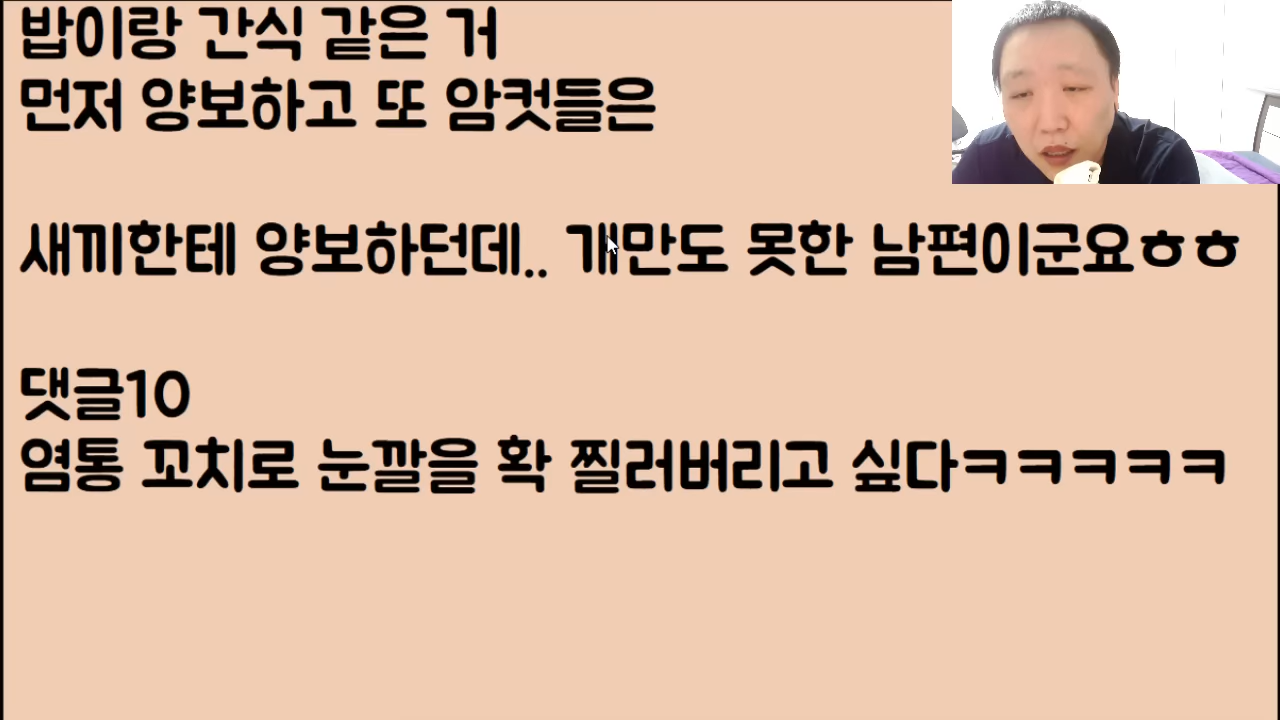 밥이랑 간식 같은 거
먼저 양보하고 또 암컷들은
새끼한테 양보하던데.. 개만도 못한 남편이군요ㅎㅎ
댓글10
염통 꼬치로 눈깔을 확 찔러버리고 싶다ㅋㅋㅋㅋㅋ